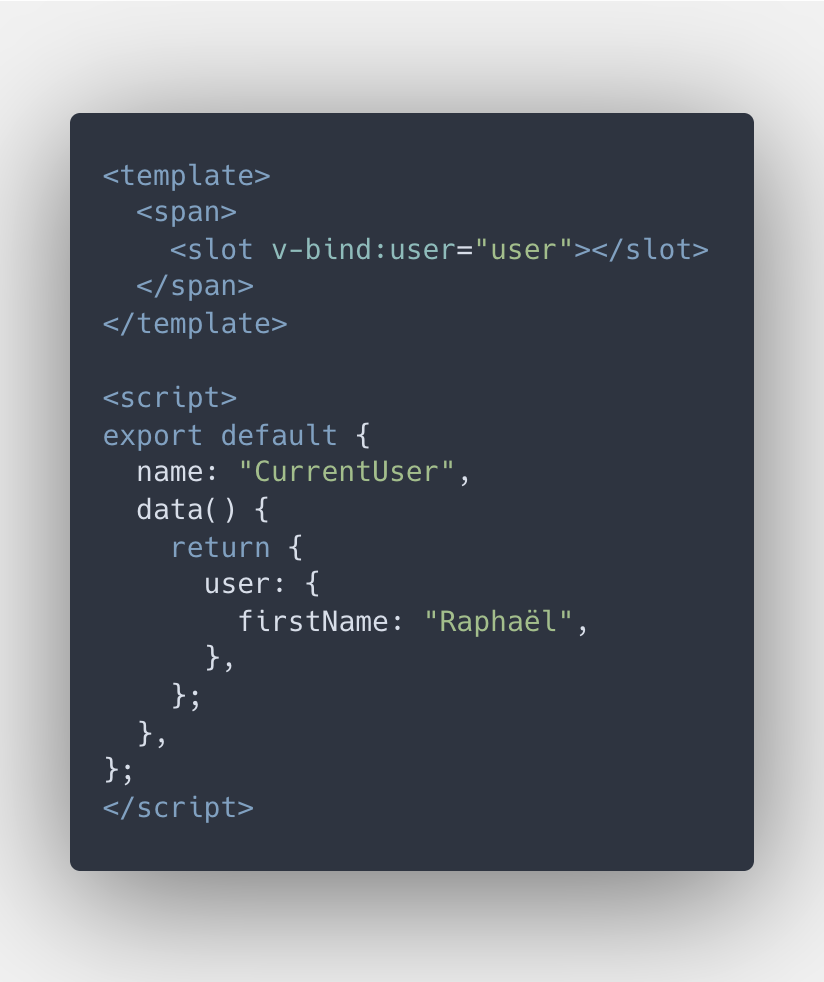 <template>
  <span>
    <slot v-bind:user="user"></slot>
  </span>
</template>

<script>
export default {
  name: "CurrentUser",
  data() {
    return {
      user: {
        firstName: "Raphaël",
      },
    };
  },
};
</script>